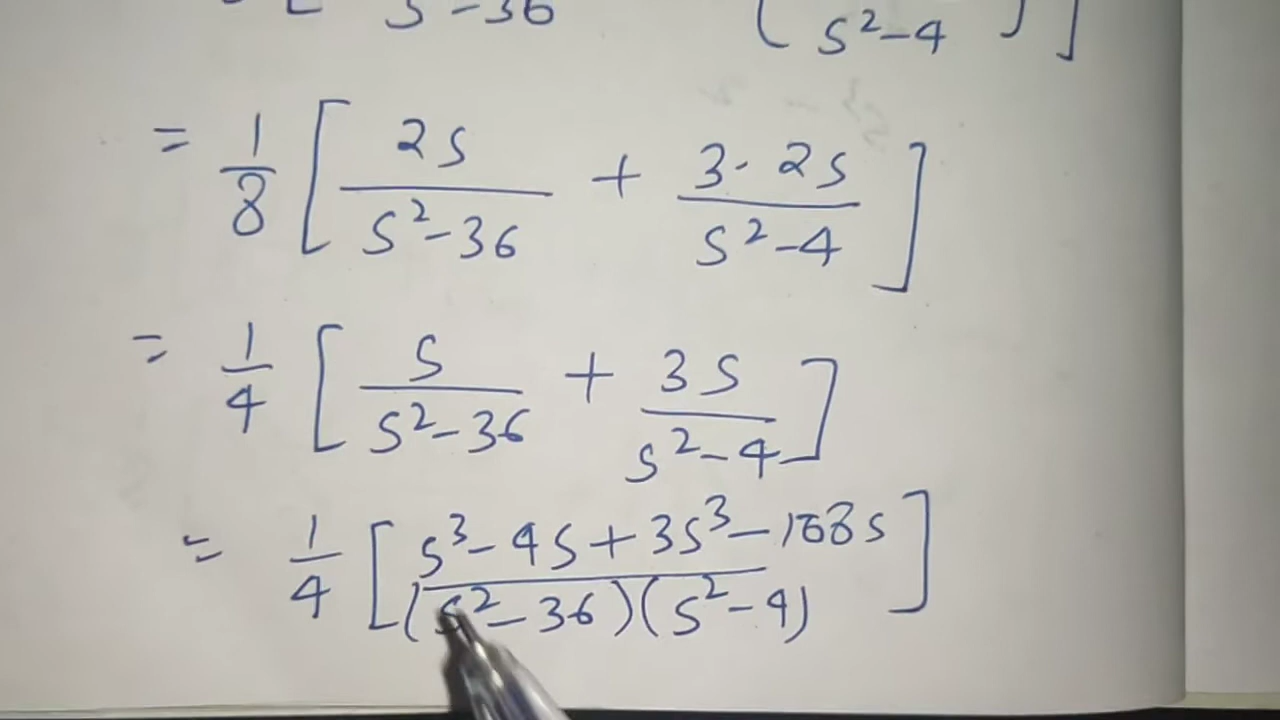 s²-36 s²-4 ]
= 1/8 [ 2s/(s²-36) + 3·2s/(s²-4) ]
= 1/4 [ s/(s²-36) + 3s/(s²-4) ]
= 1/4 [ (s³-4s+3s³-108s)/((s²-36)(s²-4)) ]